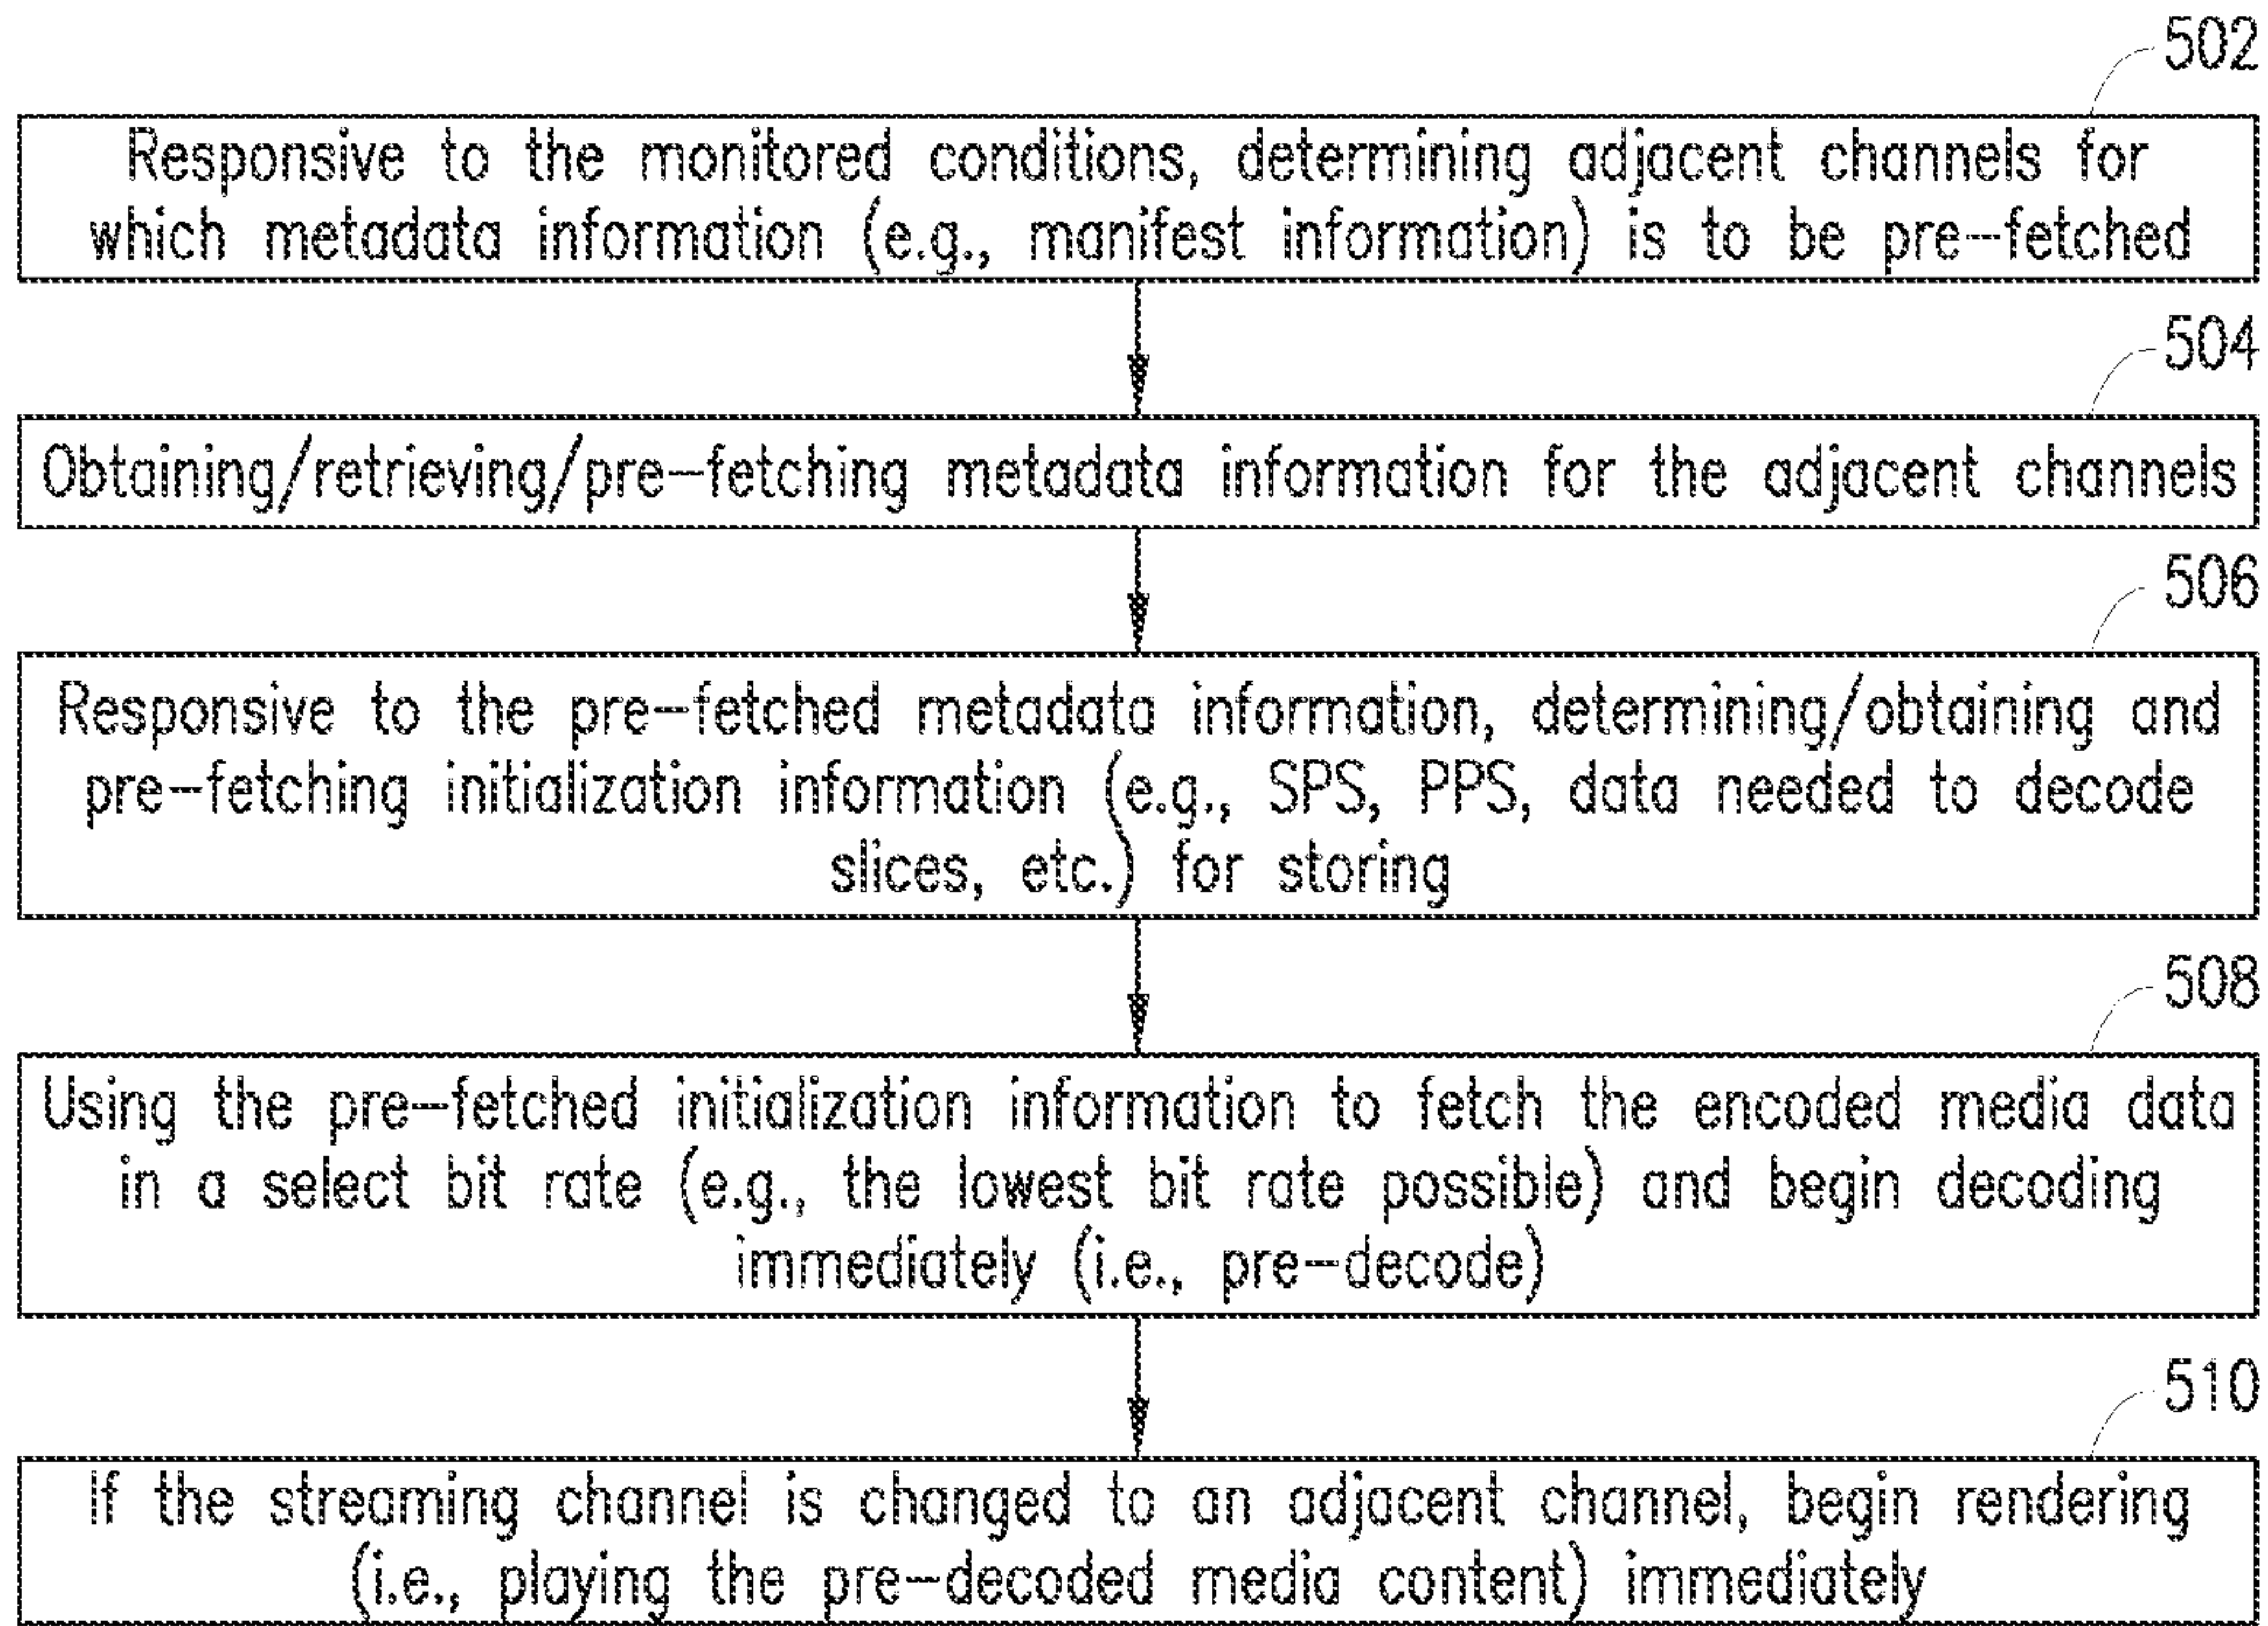 502
Responsive to the monitored conditions, determining adjacent channels for
which metadata information (e.g., manifest information) is to be pre-fetched
504
Obtaining/retrieving/pre-fetching metadata information for the adjacent channels
506
Responsive to the pre-fetched metadata information, determining/obtaining and
pre-fetching initialization information (e.g., SPS, PPS, data needed to decode
slices, etc.) for storing
508
Using the pre-fetched initialization information to fetch the encoded media data
in a select bit rate (e.g., the lowest bit rate possible) and begin decoding
immediately (i.e., pre-decode)
510
If the streaming channel is changed to an adjacent channel, begin rendering
(i.e., playing the pre-decoded media content) immediately